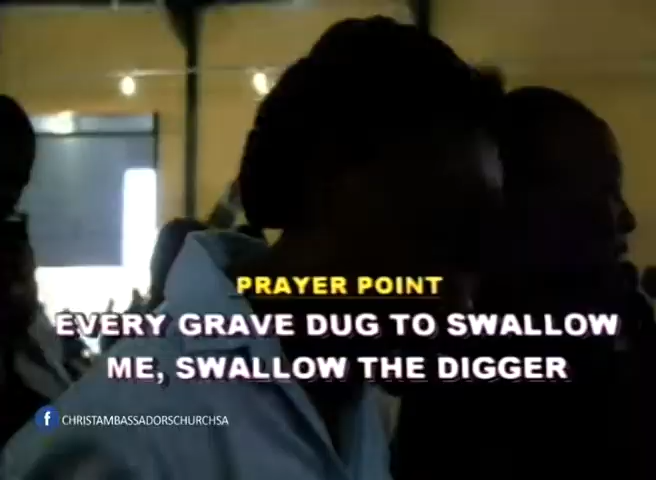 PRAYER POINT
EVERY GRAVE DUG TO SWALLOW
ME, SWALLOW THE DIGGER
f CHRISTAMBASSADORSCHURCHSA